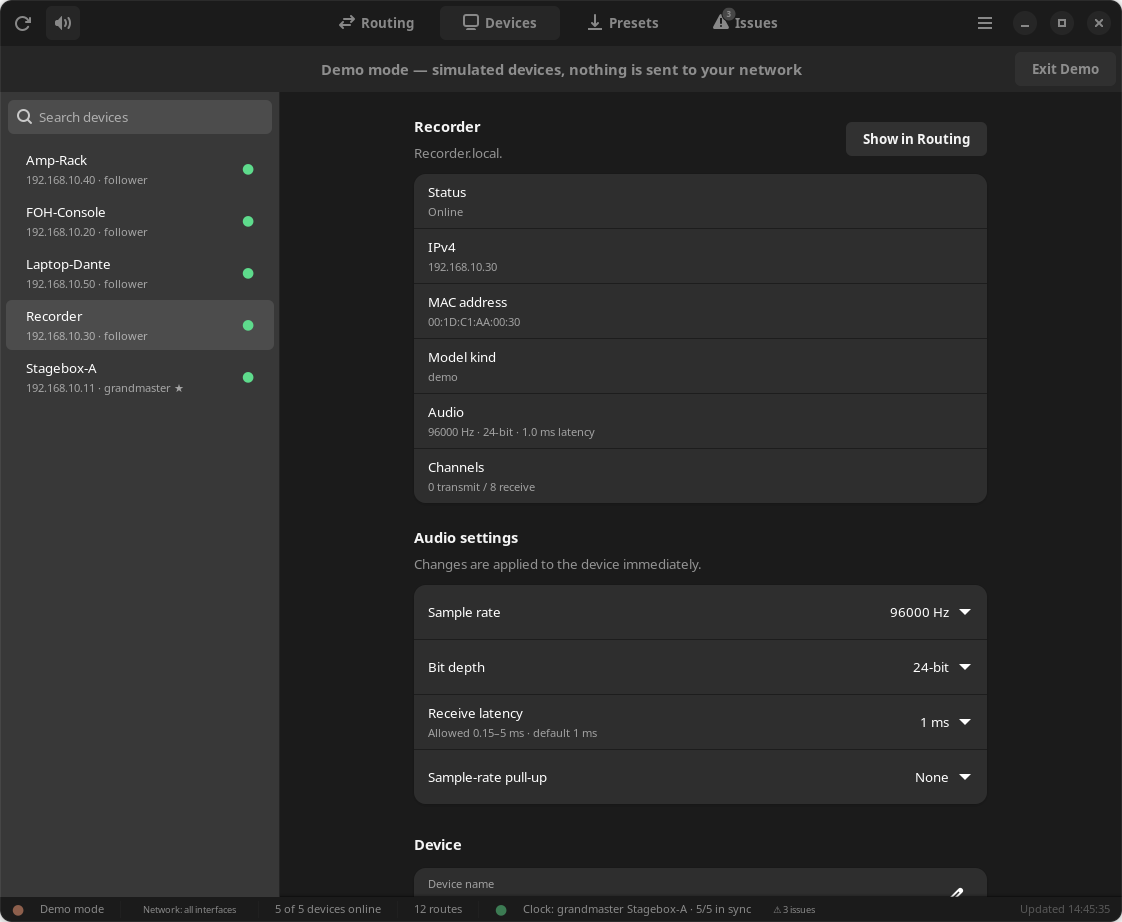 Routing
Devices
Presets
3
Issues
Demo mode — simulated devices, nothing is sent to your network
Exit Demo
Search devices
Amp-Rack
192.168.10.40 · follower
FOH-Console
192.168.10.20 · follower
Laptop-Dante
192.168.10.50 · follower
Recorder
192.168.10.30 · follower
Stagebox-A
192.168.10.11 · grandmaster ★
Recorder
Recorder.local.
Show in Routing
Status
Online
IPv4
192.168.10.30
MAC address
00:1D:C1:AA:00:30
Model kind
demo
Audio
96000 Hz · 24-bit · 1.0 ms latency
Channels
0 transmit / 8 receive
Audio settings
Changes are applied to the device immediately.
Sample rate
96000 Hz
Bit depth
24-bit
Receive latency
Allowed 0.15–5 ms · default 1 ms
1 ms
Sample-rate pull-up
None
Device
Device name
Demo mode
Network: all interfaces
5 of 5 devices online
12 routes
Clock: grandmaster Stagebox-A · 5/5 in sync
⚠ 3 issues
Updated 14:45:35